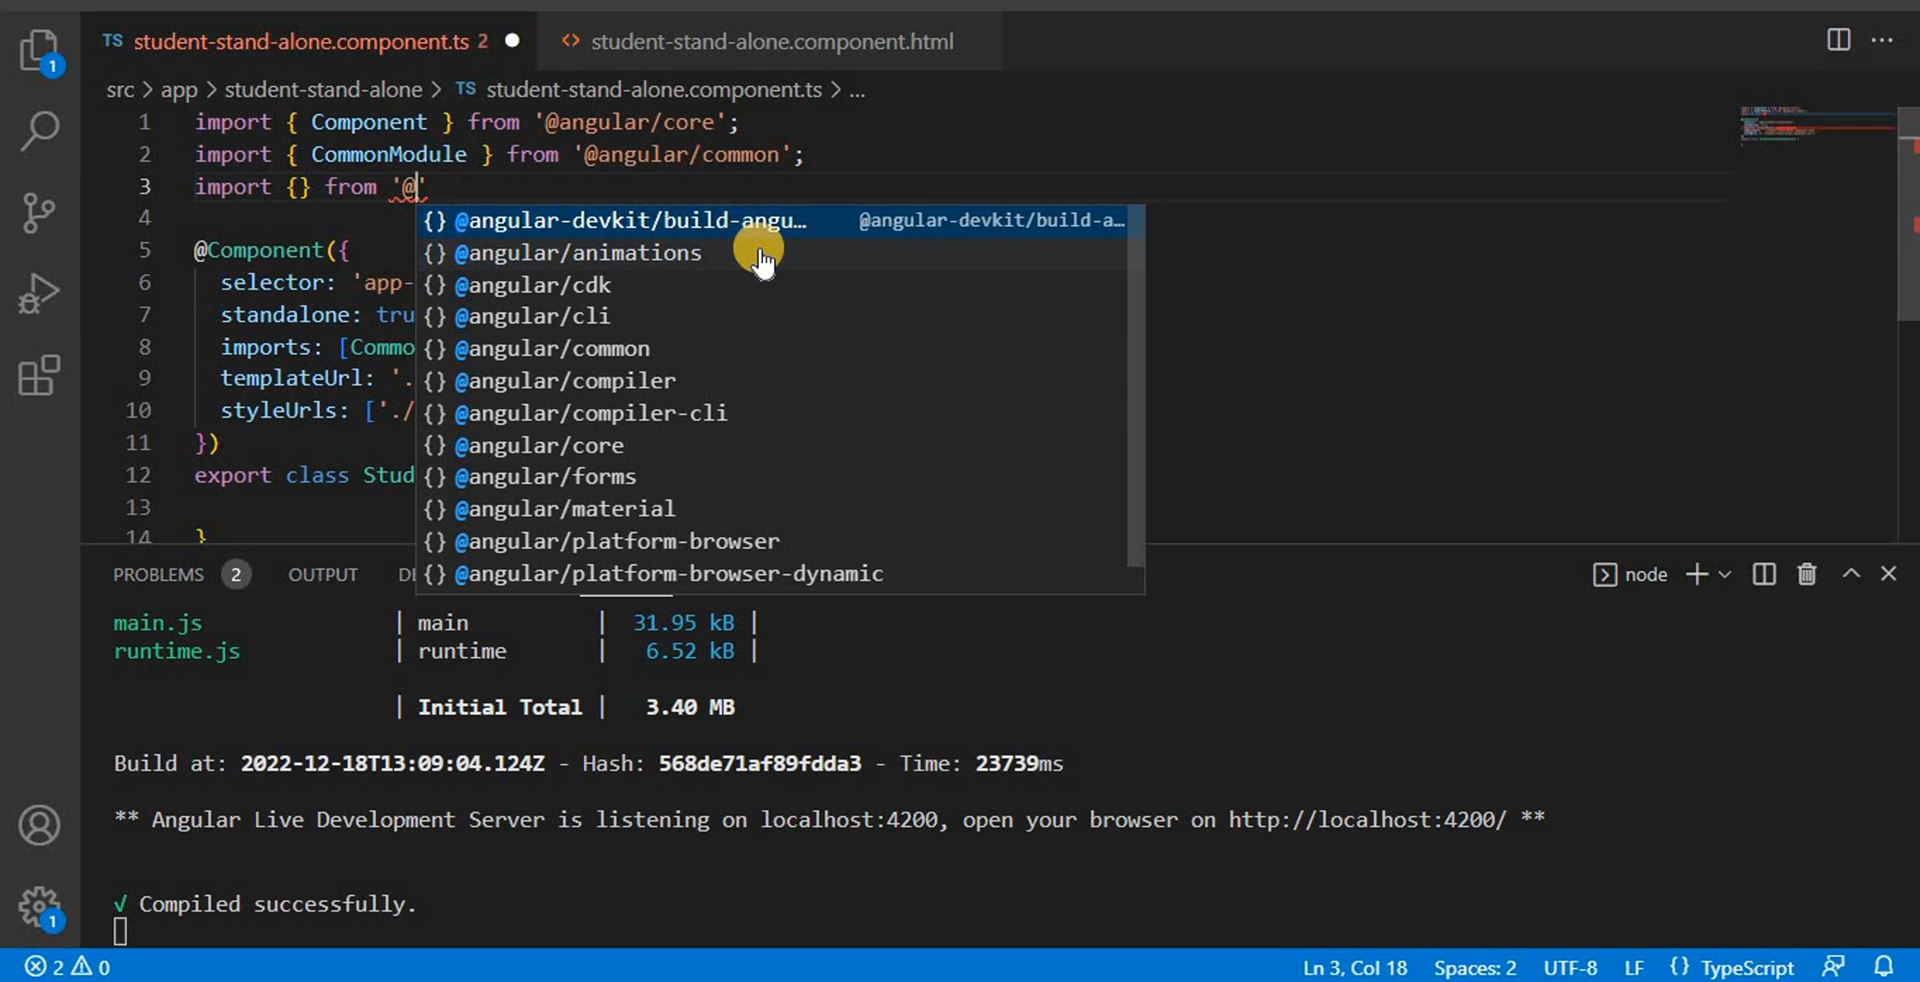 1
TS student-stand-alone.component.ts 2 <> student-stand-alone.component.html
src > app > student-stand-alone > TS student-stand-alone.component.ts > ...
1 import { Component } from '@angular/core';
2 import { CommonModule } from '@angular/common';
3 import {} from '@'
4
5 @Component({
6 selector: 'app-
7 standalone: tru
8 imports: [Commo
9 templateUrl: '.
10 styleUrls: ['./
11 })
12 export class Stud
13
14 }
{} @angular-devkit/build-angu... @angular-devkit/build-a...
{} @angular/animations
{} @angular/cdk
{} @angular/cli
{} @angular/common
{} @angular/compiler
{} @angular/compiler-cli
{} @angular/core
{} @angular/forms
{} @angular/material
{} @angular/platform-browser
{} @angular/platform-browser-dynamic
PROBLEMS 2 OUTPUT DE node
main.js | main | 31.95 kB |
runtime.js | runtime | 6.52 kB |
| Initial Total | 3.40 MB
Build at: 2022-12-18T13:09:04.124Z - Hash: 568de71af89fdda3 - Time: 23739ms
** Angular Live Development Server is listening on localhost:4200, open your browser on http://localhost:4200/ **
√ Compiled successfully.
1
2 0 Ln 3, Col 18 Spaces: 2 UTF-8 LF {} TypeScript